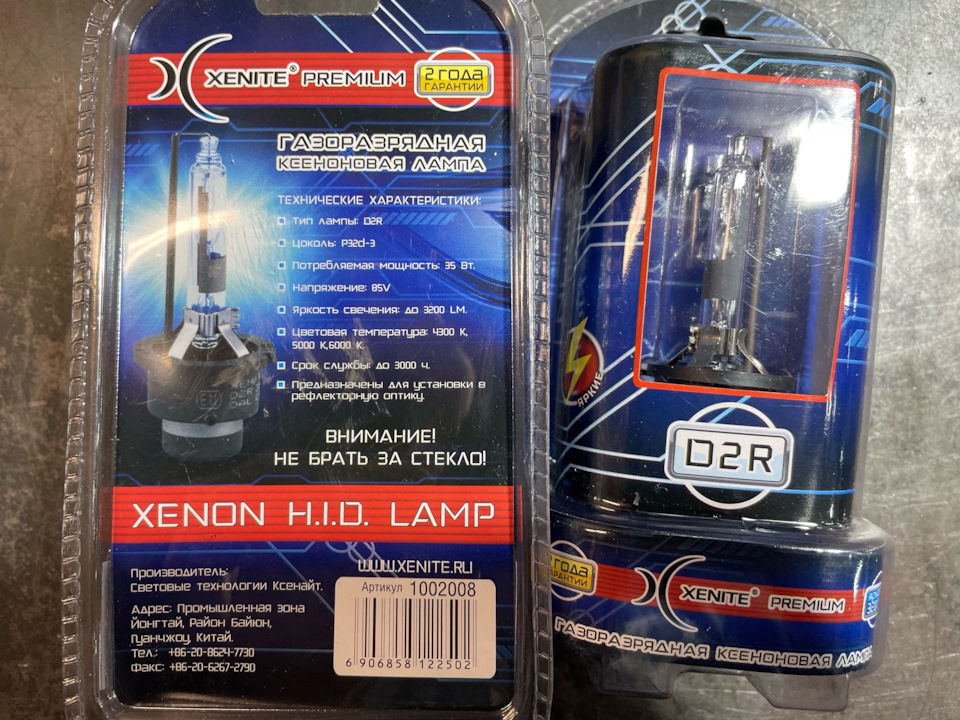 XENITE® PREMIUM
2 ГОДА
ГАРАНТИИ
ГАЗОРАЗРЯДНАЯ
КСЕНОНОВАЯ ЛАМПА
ТЕХНИЧЕСКИЕ ХАРАКТЕРИСТИКИ:
Тип лампы: D2R
Цоколь: P32d-3
Потребляемая мощность: 35 Вт.
Напряжение: 85V
Яркость свечения: до 3200 LM.
Цветовая температура: 4300 К,
5000 К,6000 К.
Срок службы: до 3000 ч.
Предназначены для установки в
рефлекторную оптику.
ВНИМАНИЕ!
НЕ БРАТЬ ЗА СТЕКЛО!
XENON H.I.D. LAMP
Производитель:
Световые технологии Ксенайт.
Адрес: Промышленная зона
Йонгтай, Район Байюн,
Гуанчжоу, Китай.
Тел.: +86-20-8624-7730
Факс: +86-20-6267-2790
WWW.XENITE.RU
Артикул 1002008
6 906858 122502
ЯРКИЕ
D2R
ГОДА
ГАРАНТИИ
XENITE® PREMIUM
ГАЗОРАЗРЯДНАЯ КСЕНОНОВАЯ ЛАМПА